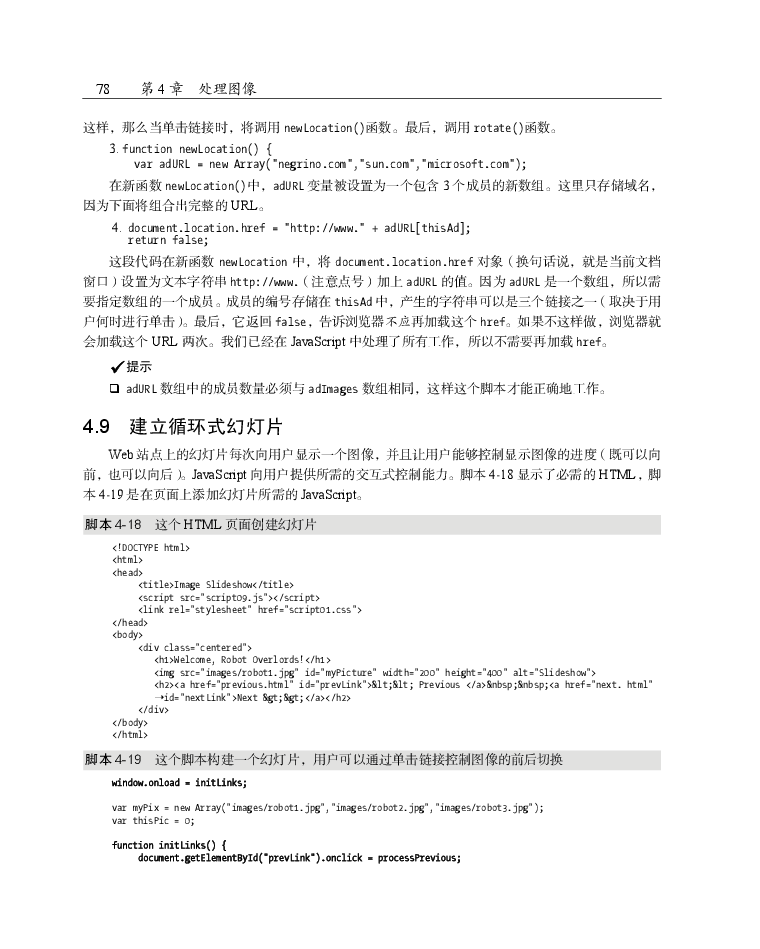 78 第 4 章 处理图像
这样，那么当单击链接时，将调用 newLocation()函数。最后，调用 rotate()函数。
3. function newLocation() {
var adURL = new Array("negrino.com","sun.com","microsoft.com");
在新函数 newLocation()中，adURL 变量被设置为一个包含 3 个成员的新数组。这里只存储域名，
因为下面将组合出完整的 URL。
4. document.location.href = "http://www." + adURL[thisAd];
return false;
这段代码在新函数 newLocation 中，将 document.location.href 对象（换句话说，就是当前文档
窗口）设置为文本字符串 http://www.（注意点号）加上 adURL 的值。因为 adURL 是一个数组，所以需
要指定数组的一个成员。成员的编号存储在 thisAd 中，产生的字符串可以是三个链接之一（取决于用
户何时进行单击）。最后，它返回 false，告诉浏览器不应再加载这个 href。如果不这样做，浏览器就
会加载这个 URL 两次。我们已经在 JavaScript 中处理了所有工作，所以不需要再加载 href。
✓提示
❑ adURL 数组中的成员数量必须与 adImages 数组相同，这样这个脚本才能正确地工作。
4.9 建立循环式幻灯片
Web 站点上的幻灯片每次向用户显示一个图像，并且让用户能够控制显示图像的进度（既可以向
前，也可以向后）。JavaScript 向用户提供所需的交互式控制能力。脚本 4-18 显示了必需的 HTML，脚
本 4-19 是在页面上添加幻灯片所需的 JavaScript。
脚本 4-18 这个 HTML 页面创建幻灯片
<!DOCTYPE html>
<html>
<head>
<title>Image Slideshow</title>
<script src="script09.js"></script>
<link rel="stylesheet" href="script01.css">
</head>
<body>
<div class="centered">
<h1>Welcome, Robot Overlords!</h1>
<img src="images/robot1.jpg" id="myPicture" width="200" height="400" alt="Slideshow">
<h2><a href="previous.html" id="prevLink">&lt;&lt; Previous </a>&nbsp;&nbsp;<a href="next. html"
→id="nextLink">Next &gt;&gt;</a></h2>
</div>
</body>
</html>
脚本 4-19 这个脚本构建一个幻灯片，用户可以通过单击链接控制图像的前后切换
window.onload = initLinks;
var myPix = new Array("images/robot1.jpg","images/robot2.jpg","images/robot3.jpg");
var thisPic = 0;
function initLinks() {
document.getElementById("prevLink").onclick = processPrevious;